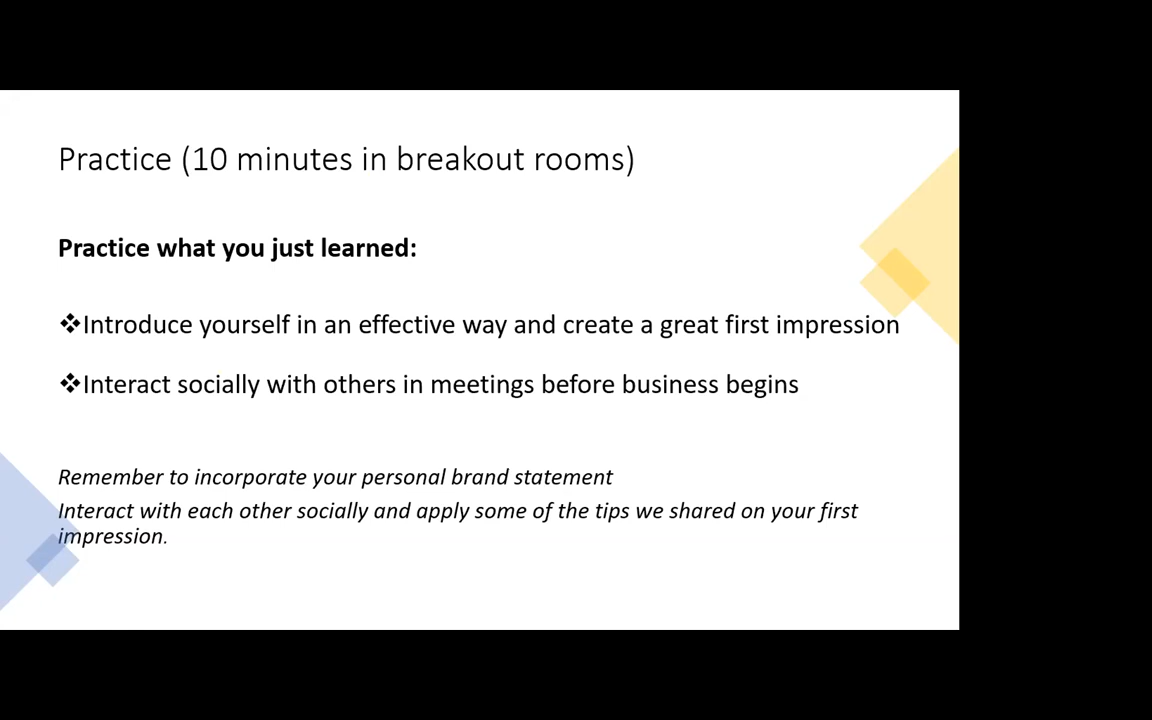 Practice (10 minutes in breakout rooms)
Practice what you just learned:
❖Introduce yourself in an effective way and create a great first impression
❖Interact socially with others in meetings before business begins
Remember to incorporate your personal brand statement
Interact with each other socially and apply some of the tips we shared on your first
impression.